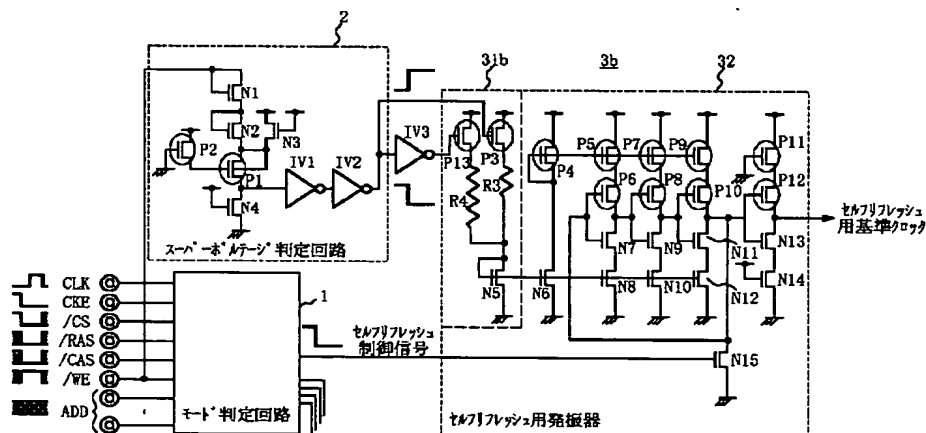 2
31b
3b
32
N1
N2
N3
P2
P1
N4
IV1
IV2
IV3
P13
P3
R4
R3
P4
P5
P7
P9
P11
P6
P8
P10
P12
N7
N9
N11
N13
N5
N6
N8
N10
N12
N14
N15
スーパーボルテージ判定回路
セルフリフレッシュ
用基準クロック
CLK
CKE
/CS
/RAS
/CAS
/WE
ADD
1
セルフリフレッシュ
制御信号
モード判定回路
セルフリフレッシュ用発振器